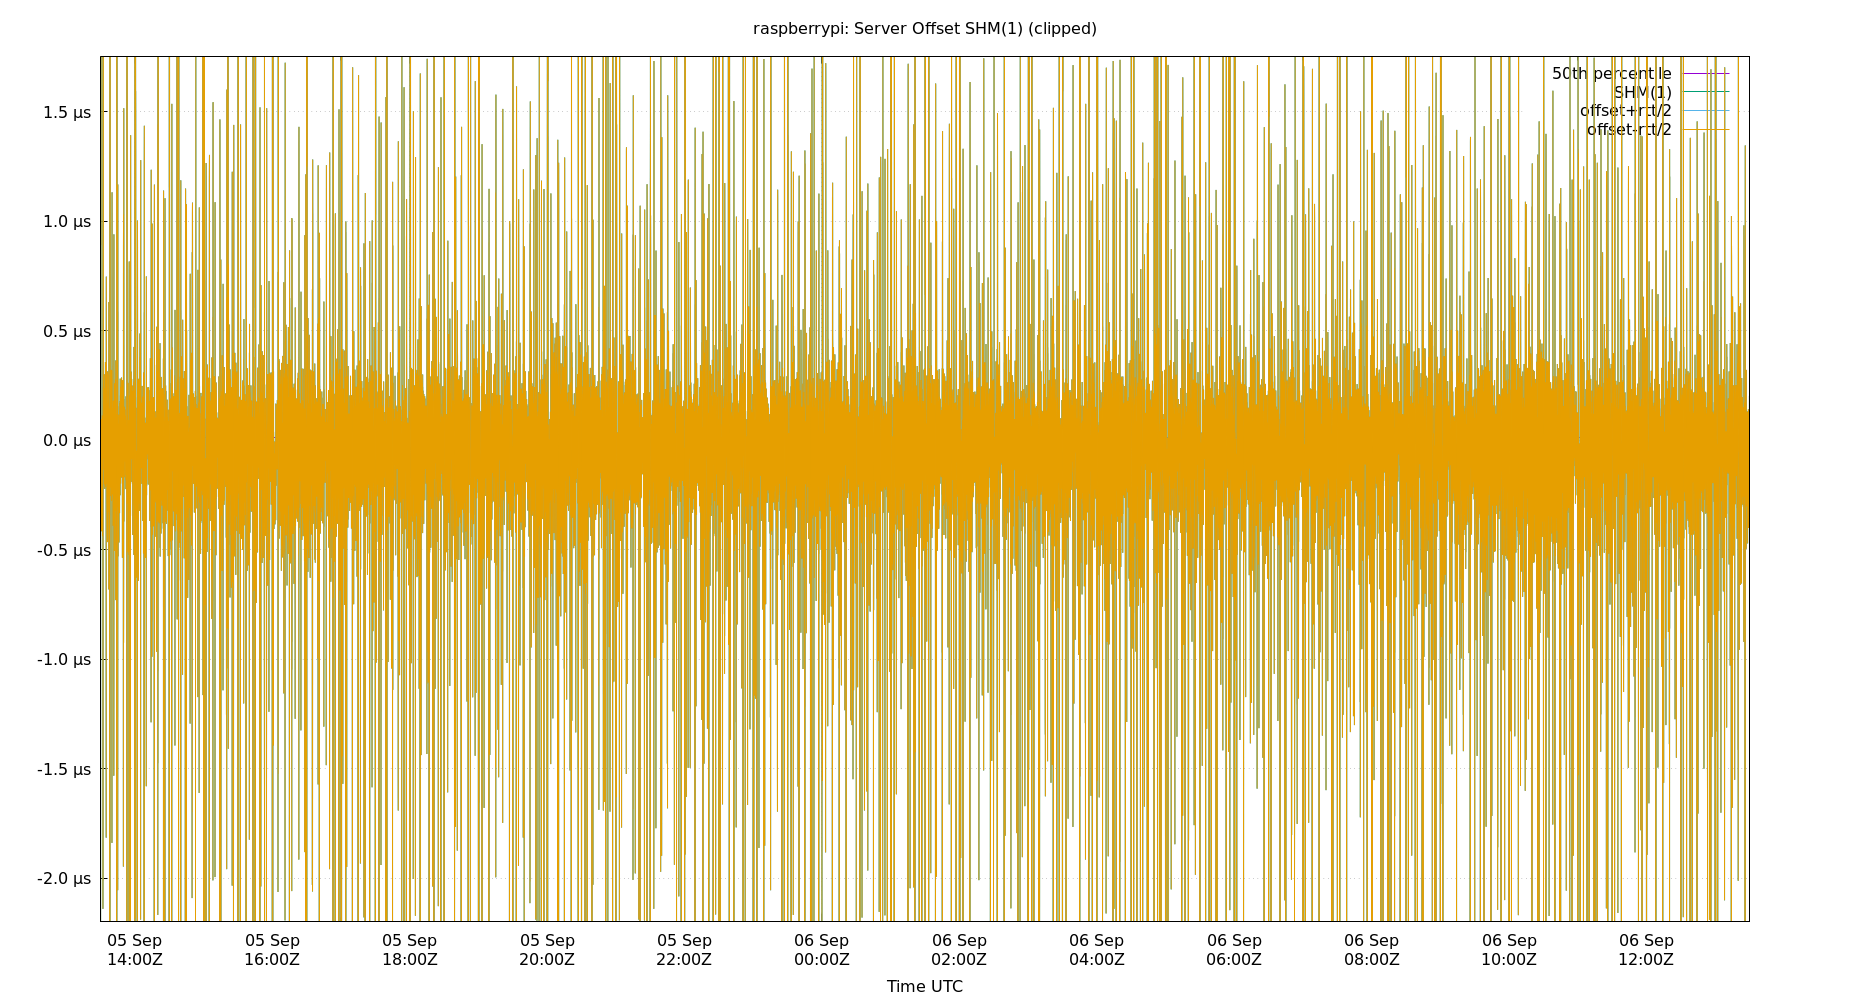 raspberrypi: Server Offset SHM(1) (clipped)
50th percentile
SHM(1)
offset+rtt/2
offset-rtt/2
1.5 µs
1.0 µs
0.5 µs
0.0 µs
-0.5 µs
-1.0 µs
-1.5 µs
-2.0 µs
05 Sep 05 Sep 05 Sep 05 Sep 05 Sep 06 Sep 06 Sep 06 Sep 06 Sep 06 Sep 06 Sep 06 Sep
14:00Z 16:00Z 18:00Z 20:00Z 22:00Z 00:00Z 02:00Z 04:00Z 06:00Z 08:00Z 10:00Z 12:00Z
Time UTC